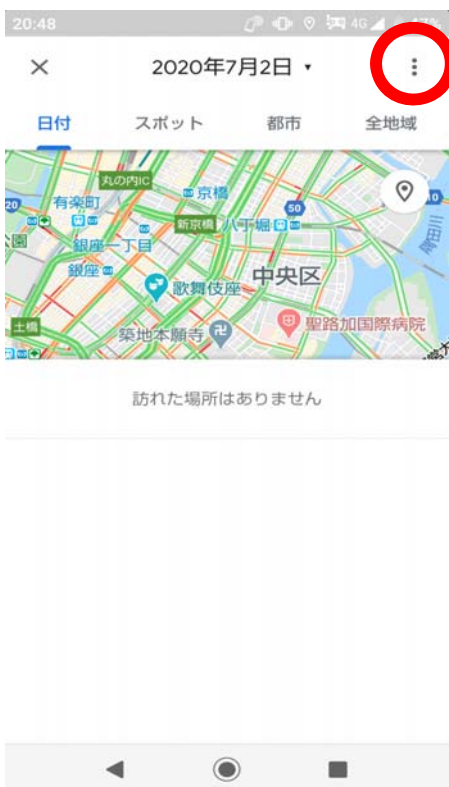 20:48
4G
2020年7月2日
日付 スポット 都市 全地域
丸の内IC
京橋
有楽町
20
50
新京橋
八丁堀
銀座一丁目
銀座
中央区
歌舞伎座
土橋
築地本願寺
聖路加国際病院
訪れた場所はありません